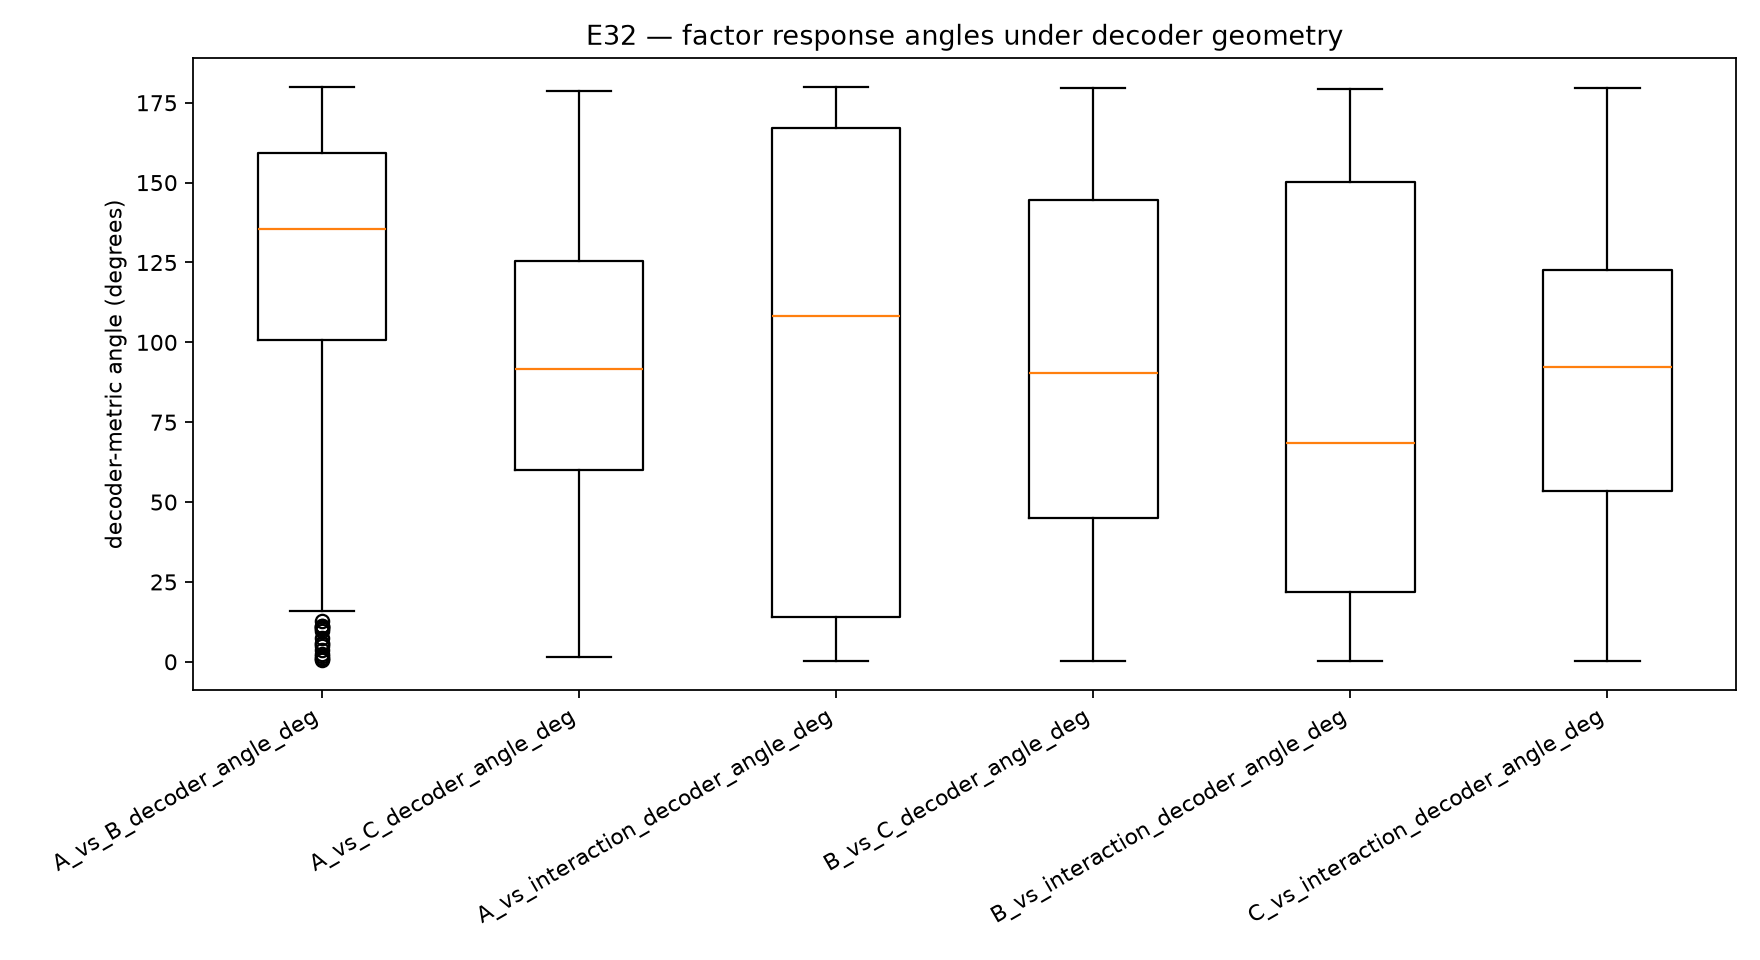 E32 — factor response angles under decoder geometry
decoder-metric angle (degrees)
175
150
125
100
75
50
25
0
A_vs_B_decoder_angle_deg
A_vs_C_decoder_angle_deg
A_vs_interaction_decoder_angle_deg
B_vs_C_decoder_angle_deg
B_vs_interaction_decoder_angle_deg
C_vs_interaction_decoder_angle_deg